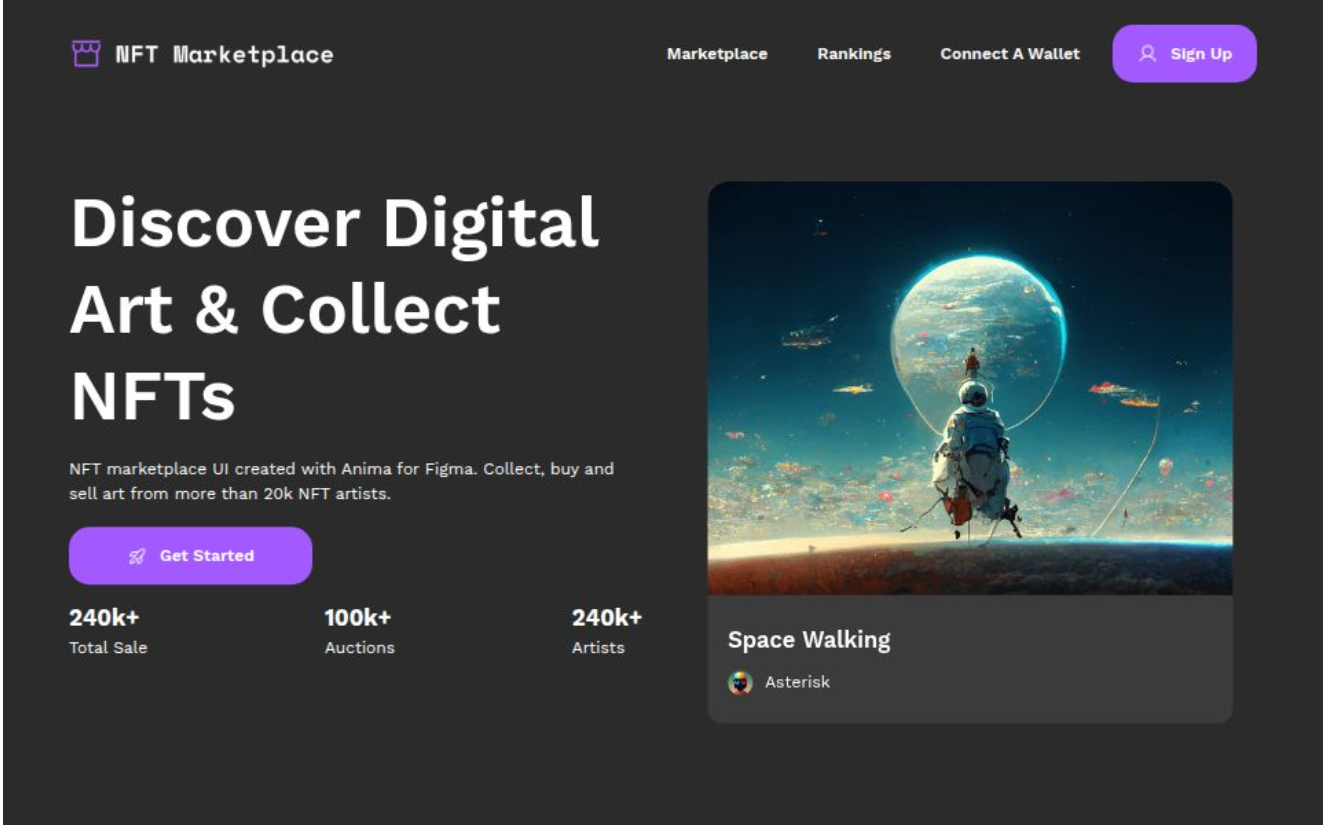 NFT Marketplace
Marketplace
Rankings
Connect A Wallet
Sign Up
Discover Digital
Art & Collect
NFTs
NFT marketplace UI created with Anima for Figma. Collect, buy and
sell art from more than 20k NFT artists.
Get Started
240k+
Total Sale
100k+
Auctions
240k+
Artists
Space Walking
Asterisk